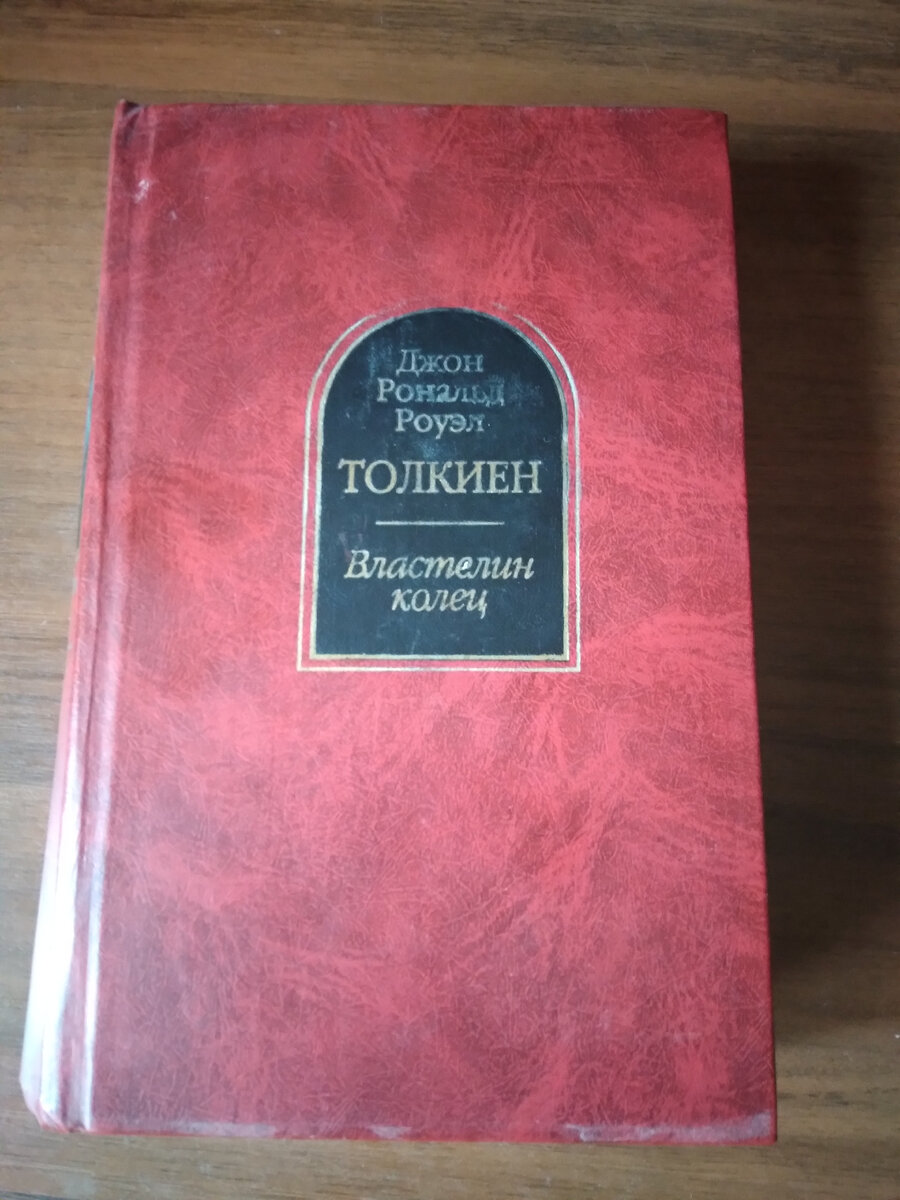 Джон
Рональд
Роуэл
ТОЛКИЕН
Властелин
колец